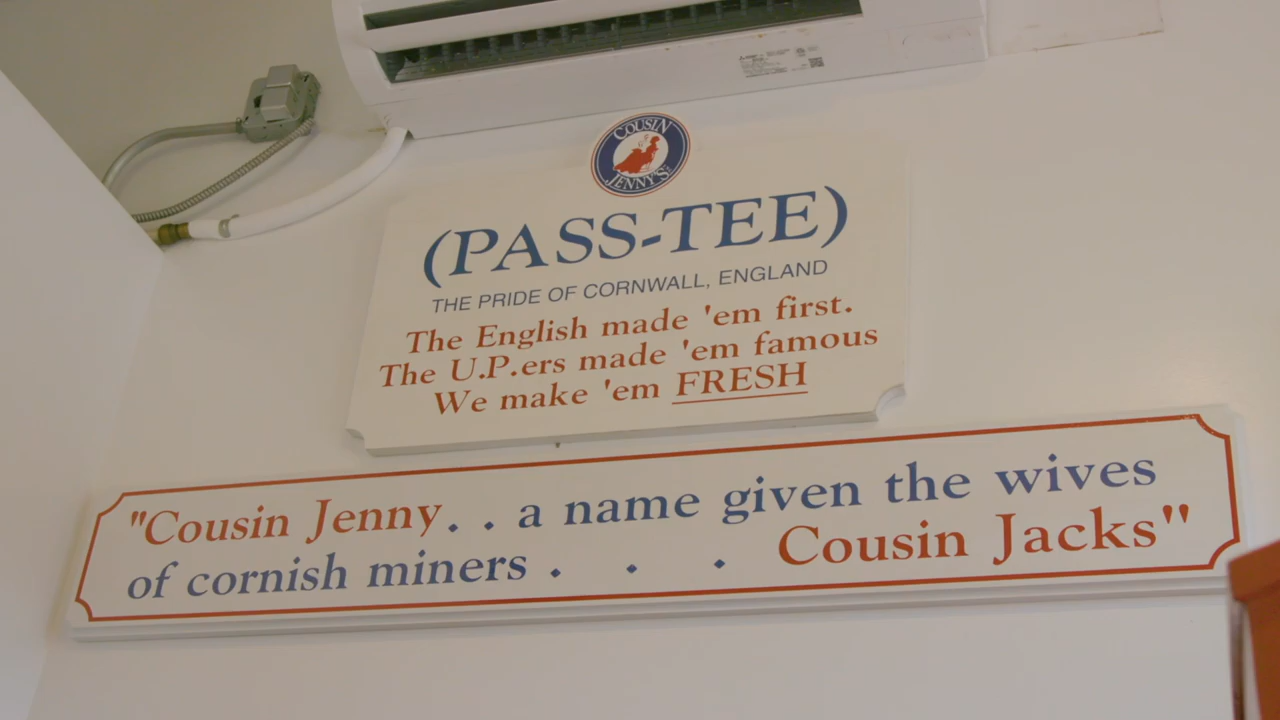 COUSIN
JENNY'S
(PASS-TEE)
THE PRIDE OF CORNWALL, ENGLAND
The English made 'em first.
The U.P.ers made 'em famous
We make 'em FRESH
"Cousin Jenny. . a name given the wives
of cornish miners . . . Cousin Jacks"